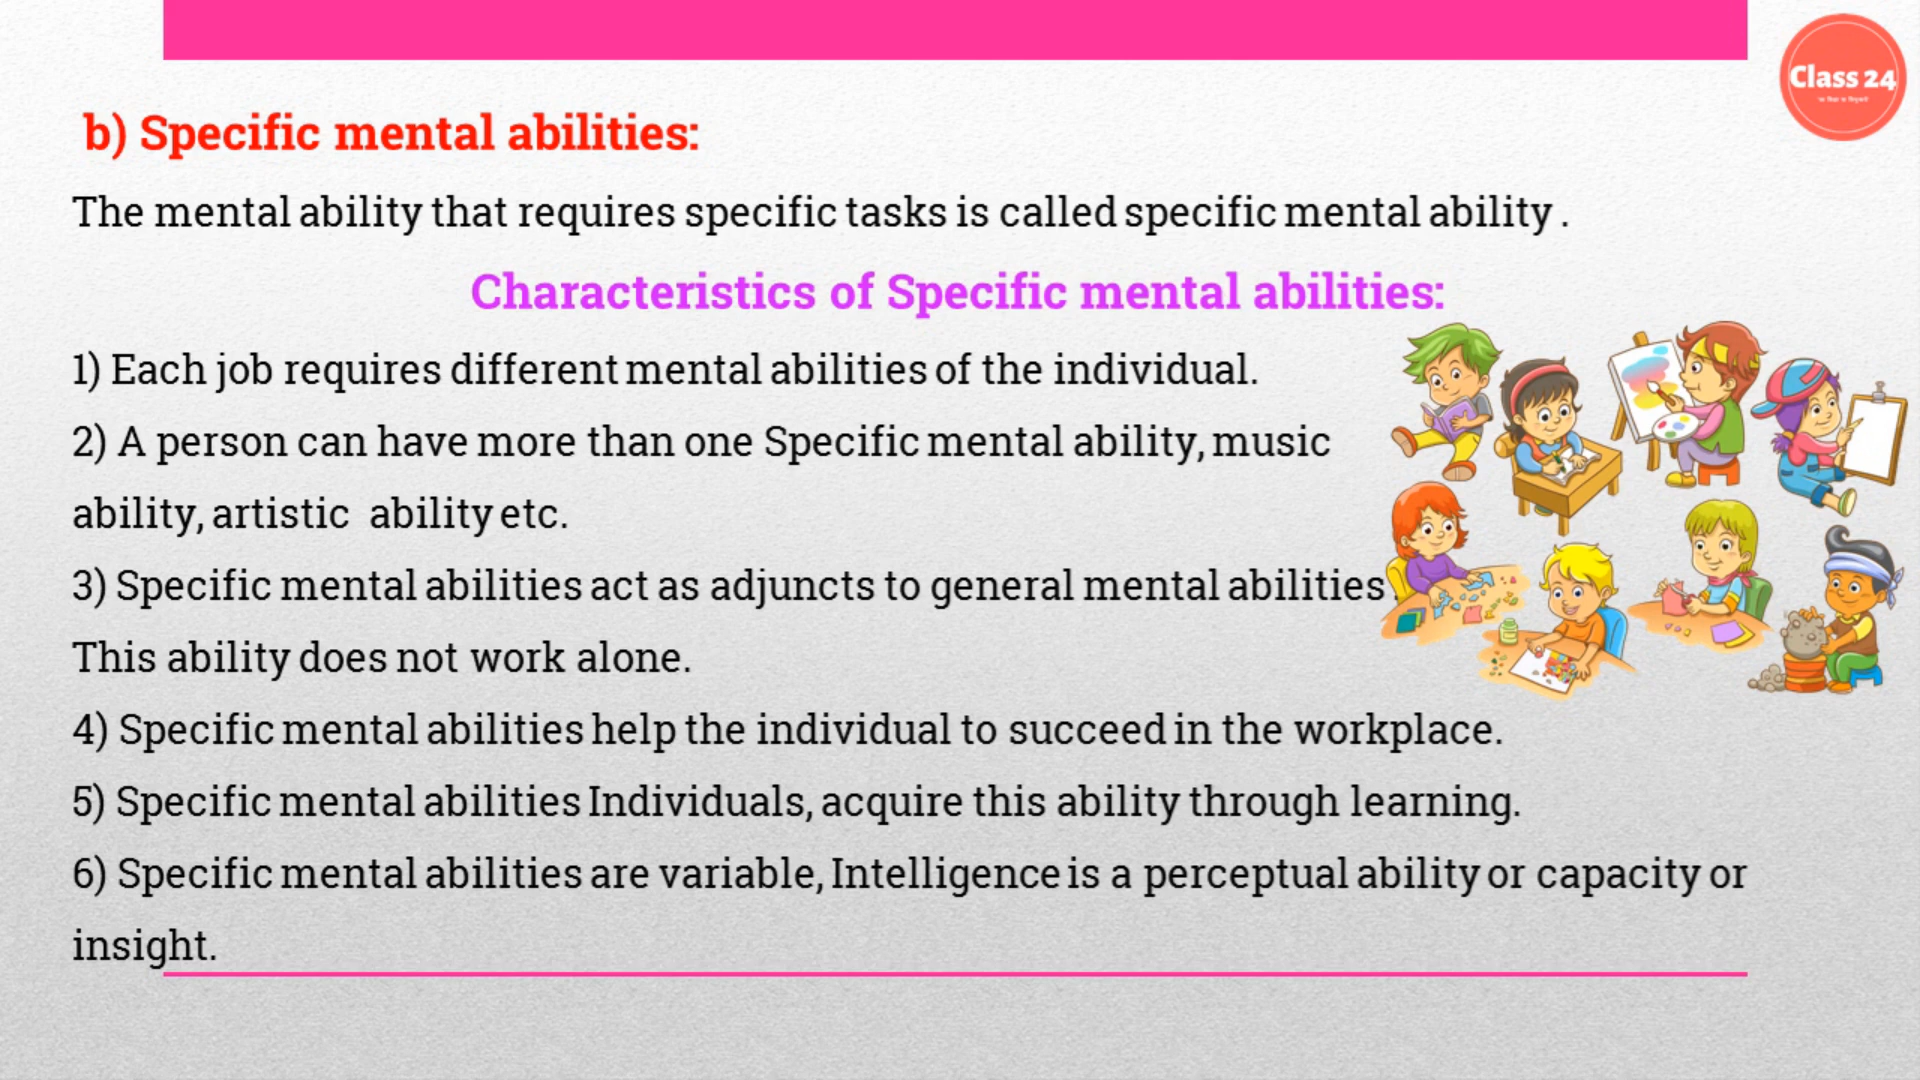 Class 24
b) Specific mental abilities:
The mental ability that requires specific tasks is called specific mental ability .
Characteristics of Specific mental abilities:
1) Each job requires different mental abilities of the individual.
2) A person can have more than one Specific mental ability, music
ability, artistic ability etc.
3) Specific mental abilities act as adjuncts to general mental abilities.
This ability does not work alone.
4) Specific mental abilities help the individual to succeed in the workplace.
5) Specific mental abilities Individuals, acquire this ability through learning.
6) Specific mental abilities are variable, Intelligence is a perceptual ability or capacity or
insight.